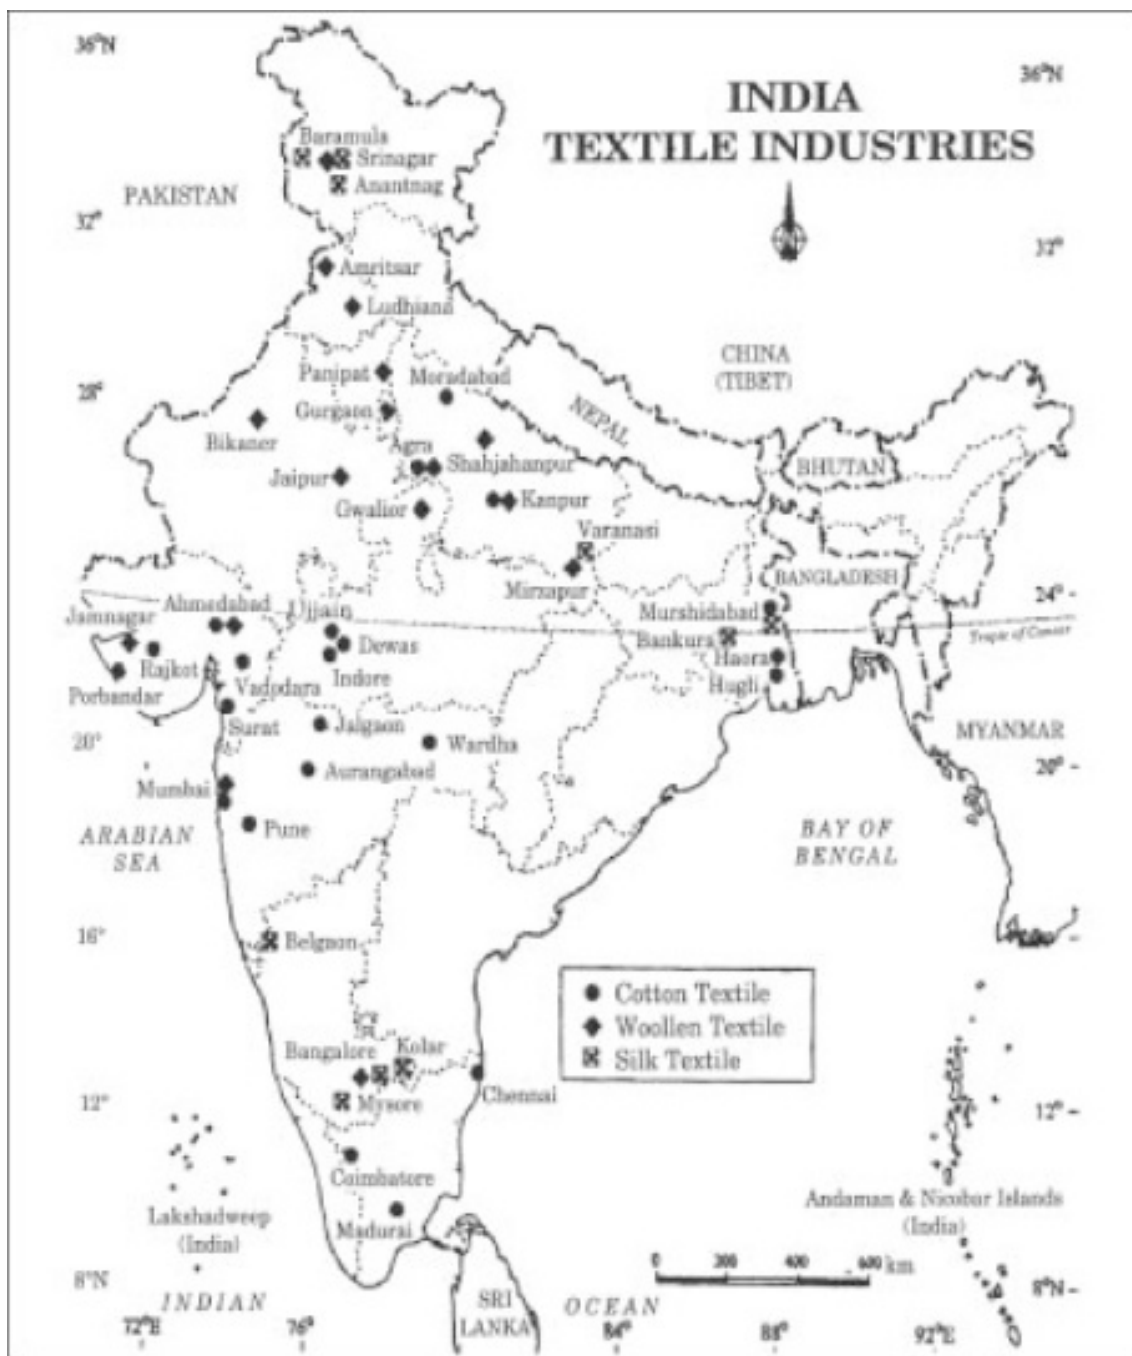 36°N
36°N
INDIA
TEXTILE INDUSTRIES
Baramula
Srinagar
Anantnag
PAKISTAN
32°
32°
Amritsar
Ludhiana
CHINA
(TIBET)
Panipat
Moradabad
28°
Gurgaon
NEPAL
Bikaner
Agra
Shahjahanpur
BHUTAN
Jaipur
Kanpur
Gwalior
Varanasi
BANGLADESH
Mirzapur
24°
Ahmedabad
Ujjain
Murshidabad
Jamnagar
Tropic of Cancer
Dewas
Bankura
Rajkot
Indore
Haora
Porbandar
Vadodara
Hugli
Surat
Jalgaon
MYANMAR
20°
Wardha
20°
Aurangabad
Mumbai
Pune
ARABIAN
SEA
BAY OF
BENGAL
16°
Belgaon
Cotton Textile
Woollen Textile
Silk Textile
Bangalore
Kolar
Chennai
12°
Mysore
12°
Coimbatore
Andaman & Nicobar Islands
(India)
Lakshadweep
(India)
Madurai
0 200 400 600 km
8°N
8°N
INDIAN
OCEAN
SRI
LANKA
72°E
76°
84°
88°
92°E